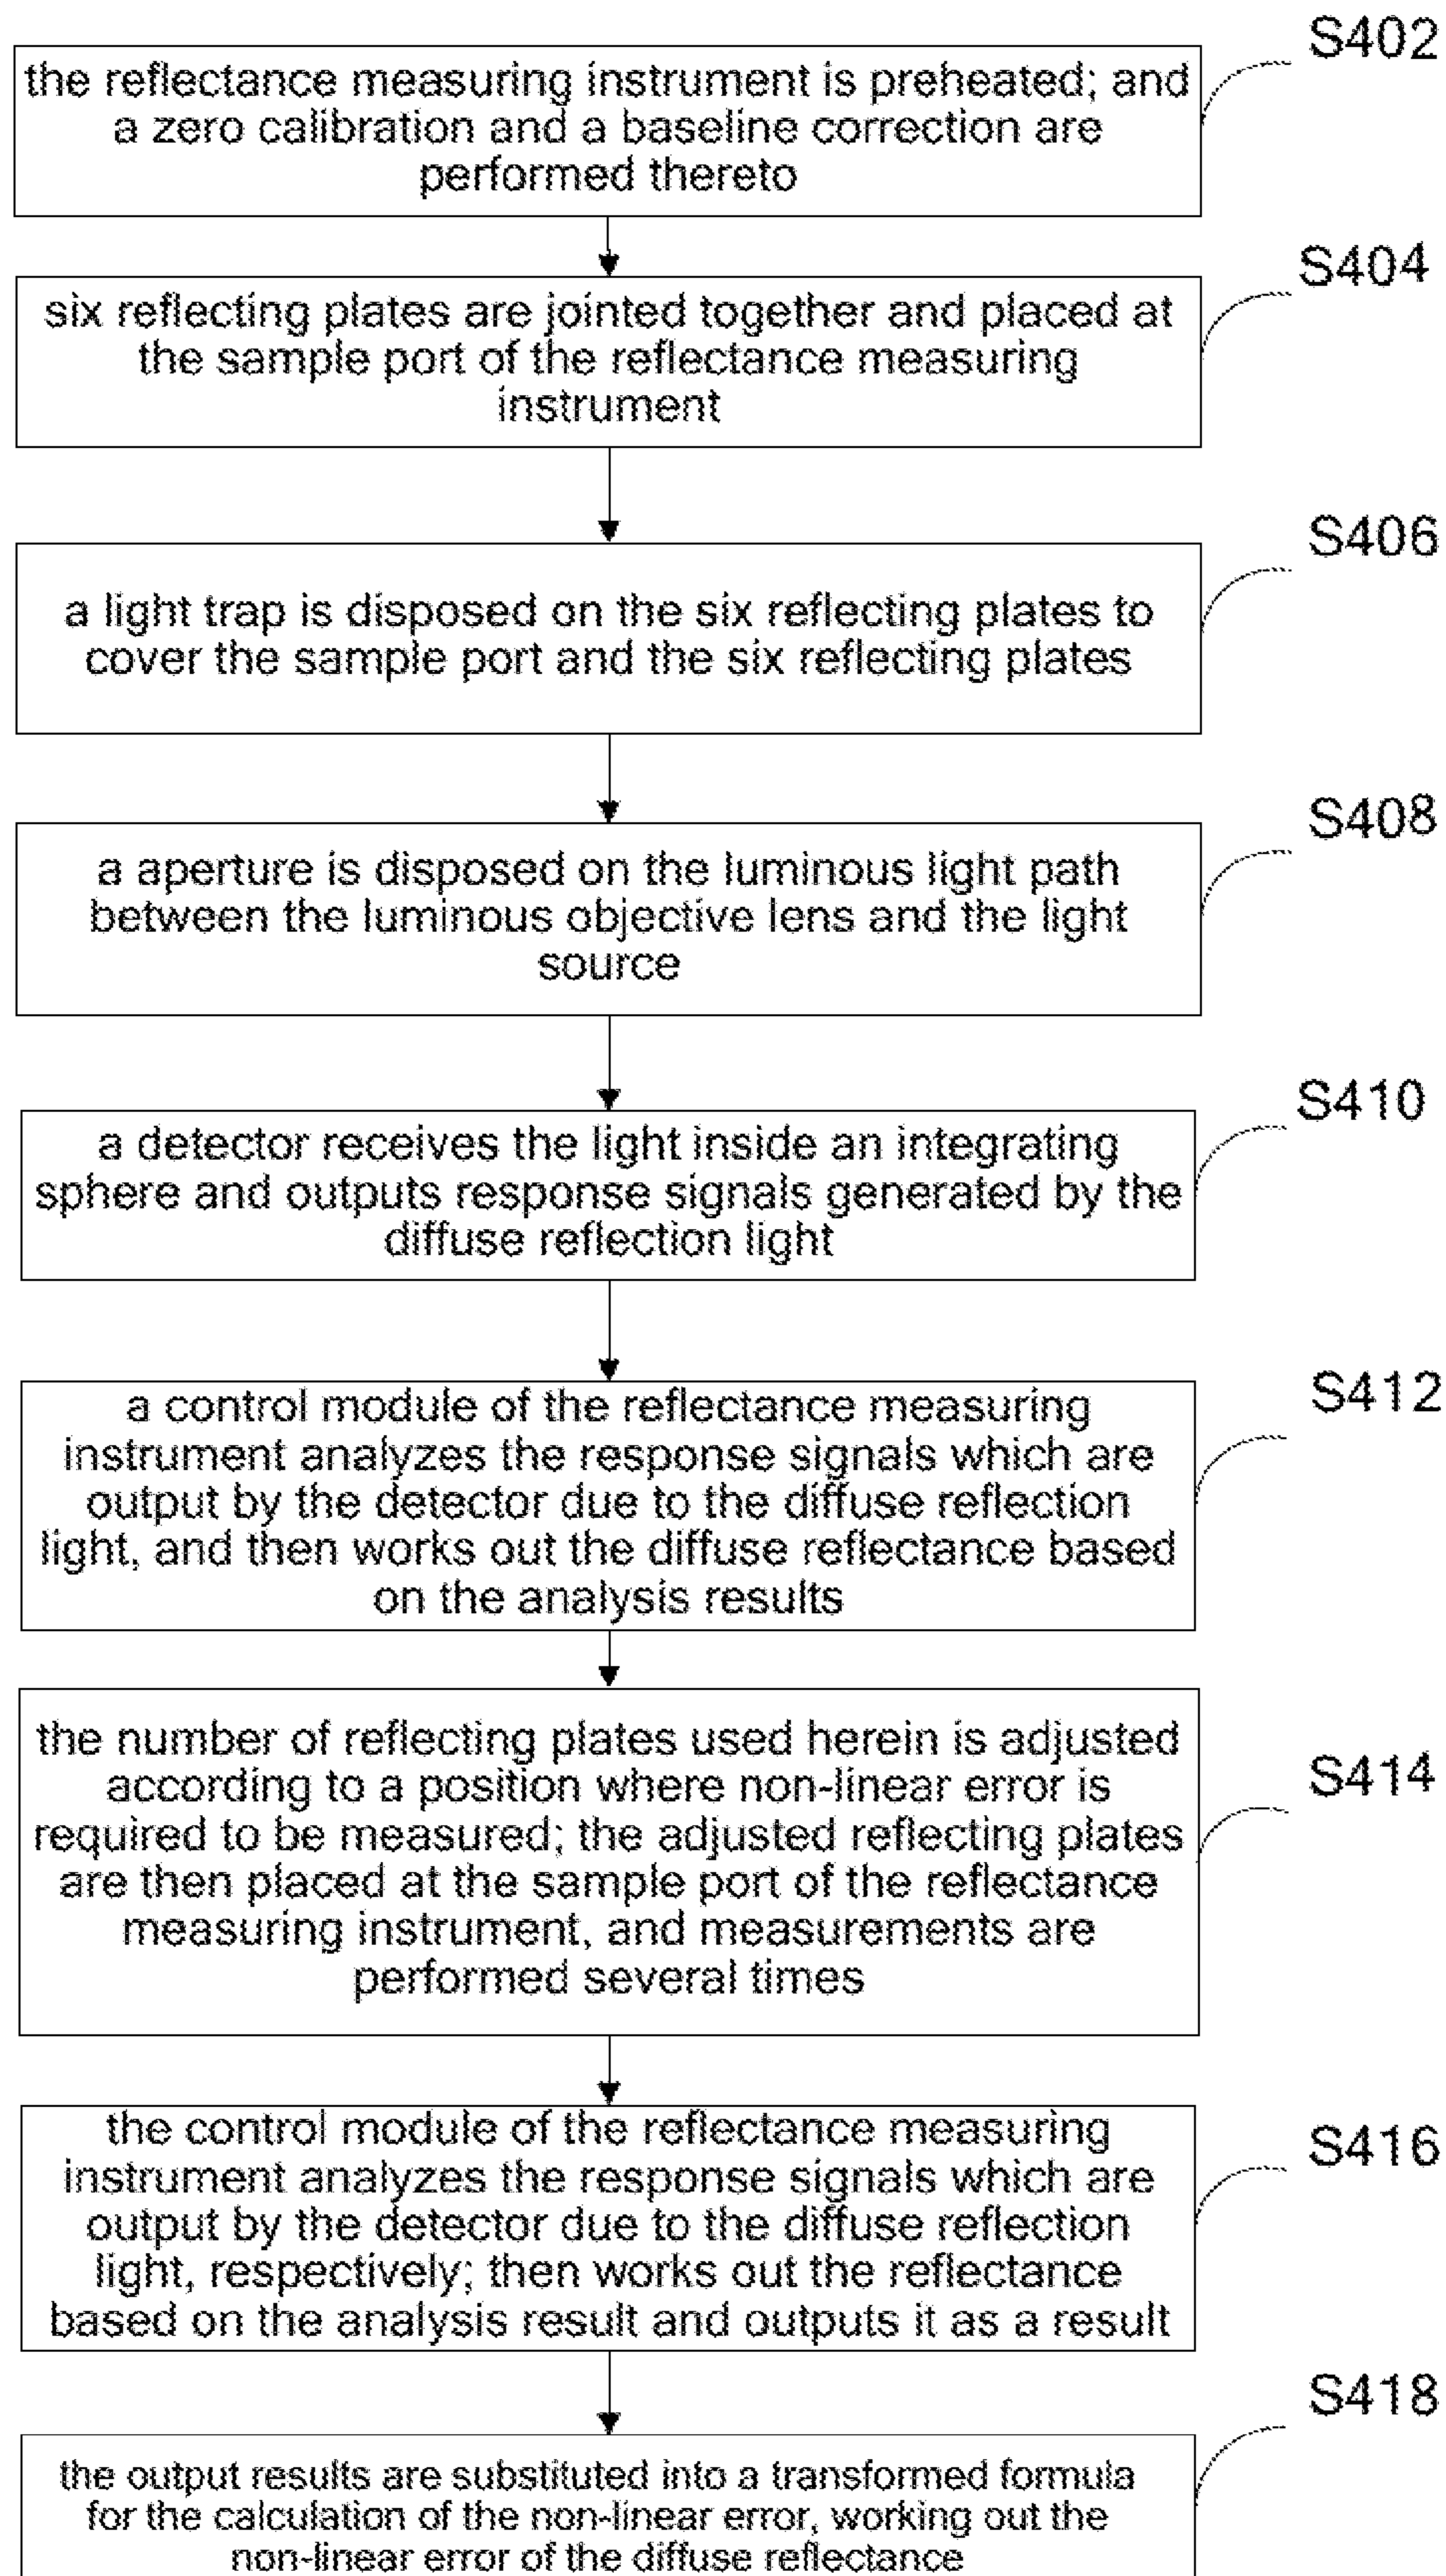 S402
the reflectance measuring instrument is preheated; and
a zero calibration and a baseline correction are
performed thereto
S404
six reflecting plates are jointed together and placed at
the sample port of the reflectance measuring
instrument
S406
a light trap is disposed on the six reflecting plates to
cover the sample port and the six reflecting plates
S408
a aperture is disposed on the luminous light path
between the luminous objective lens and the light
source
S410
a detector receives the light inside an integrating
sphere and outputs response signals generated by the
diffuse reflection light
S412
a control module of the reflectance measuring
instrument analyzes the response signals which are
output by the detector due to the diffuse reflection
light, and then works out the diffuse reflectance based
on the analysis results
S414
the number of reflecting plates used herein is adjusted
according to a position where non-linear error is
required to be measured; the adjusted reflecting plates
are then placed at the sample port of the reflectance
measuring instrument, and measurements are
performed several times
S416
the control module of the reflectance measuring
instrument analyzes the response signals which are
output by the detector due to the diffuse reflection
light, respectively; then works out the reflectance
based on the analysis result and outputs it as a result
S418
the output results are substituted into a transformed formula
for the calculation of the non-linear error, working out the
non-linear error of the diffuse reflectance